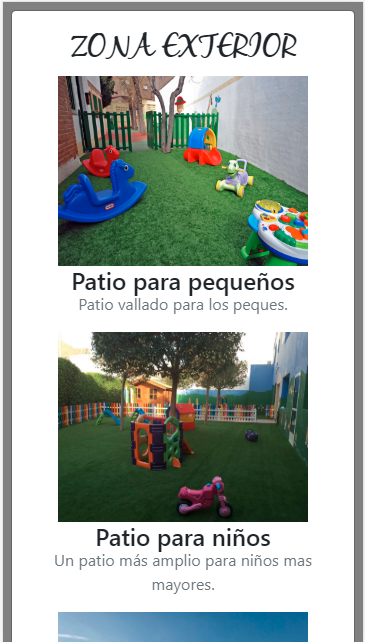 ZONA EXTERIOR
Patio para pequeños
Patio vallado para los peques.
Patio para niños
Un patio más amplio para niños mas
mayores.